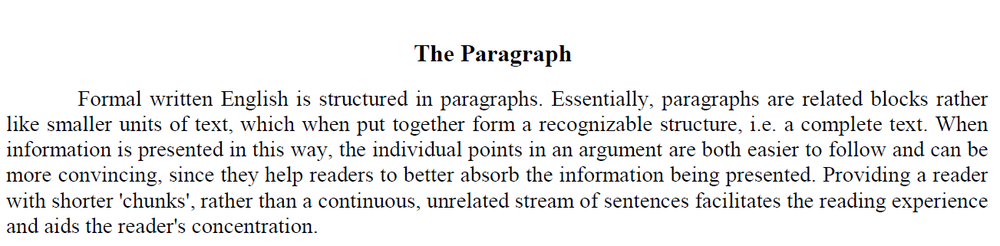 The Paragraph
Formal written English is structured in paragraphs. Essentially, paragraphs are related blocks rather
like smaller units of text, which when put together form a recognizable structure, i.e. a complete text. When
information is presented in this way, the individual points in an argument are both easier to follow and can be
more convincing, since they help readers to better absorb the information being presented. Providing a reader
with shorter 'chunks', rather than a continuous, unrelated stream of sentences facilitates the reading experience
and aids the reader's concentration.